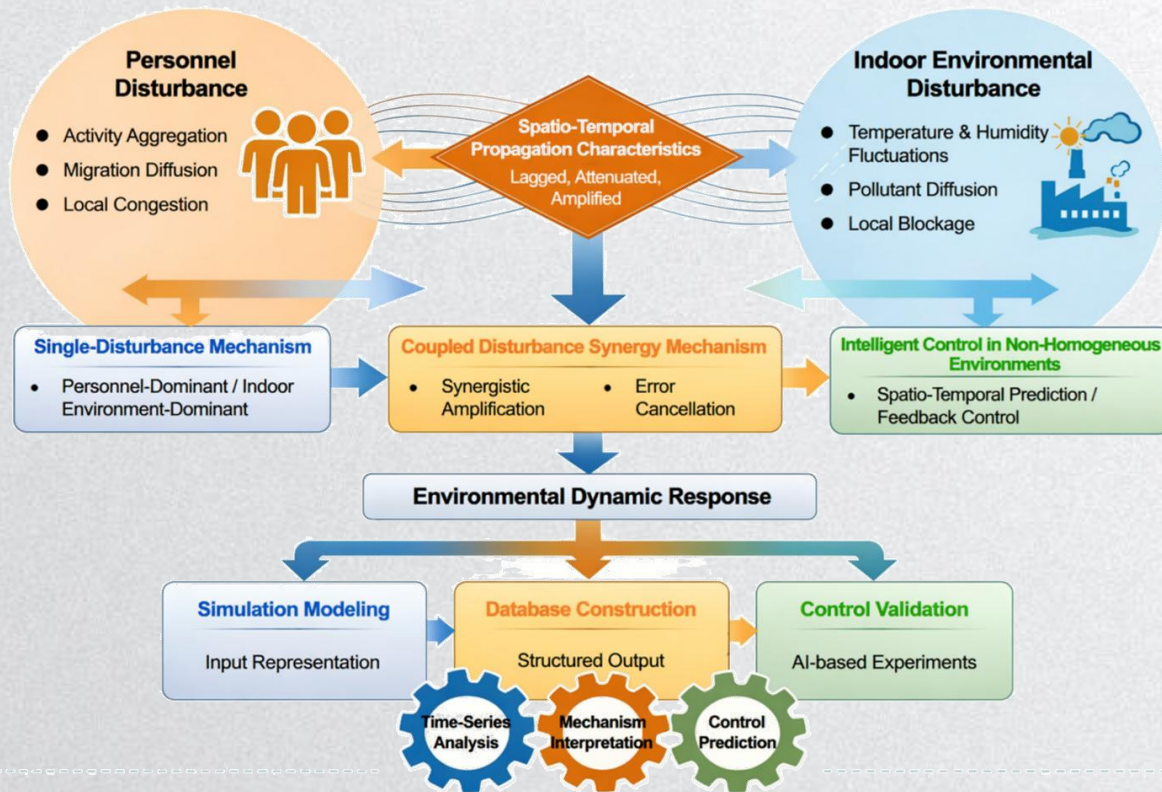 Personnel
Disturbance
● Activity Aggregation
● Migration Diffusion
● Local Congestion
Spatio-Temporal
Propagation Characteristics
Lagged, Attenuated,
Amplified
Indoor Environmental
Disturbance
● Temperature & Humidity
Fluctuations
● Pollutant Diffusion
● Local Blockage
Single-Disturbance Mechanism
• Personnel-Dominant / Indoor
Environment-Dominant
Coupled Disturbance Synergy Mechanism
• Synergistic
Amplification
• Error
Cancellation
Intelligent Control in Non-Homogeneous
Environments
• Spatio-Temporal Prediction /
Feedback Control
Environmental Dynamic Response
Simulation Modeling
Input Representation
Database Construction
Structured Output
Control Validation
AI-based Experiments
Time-Series
Analysis
Mechanism
Interpretation
Control
Prediction